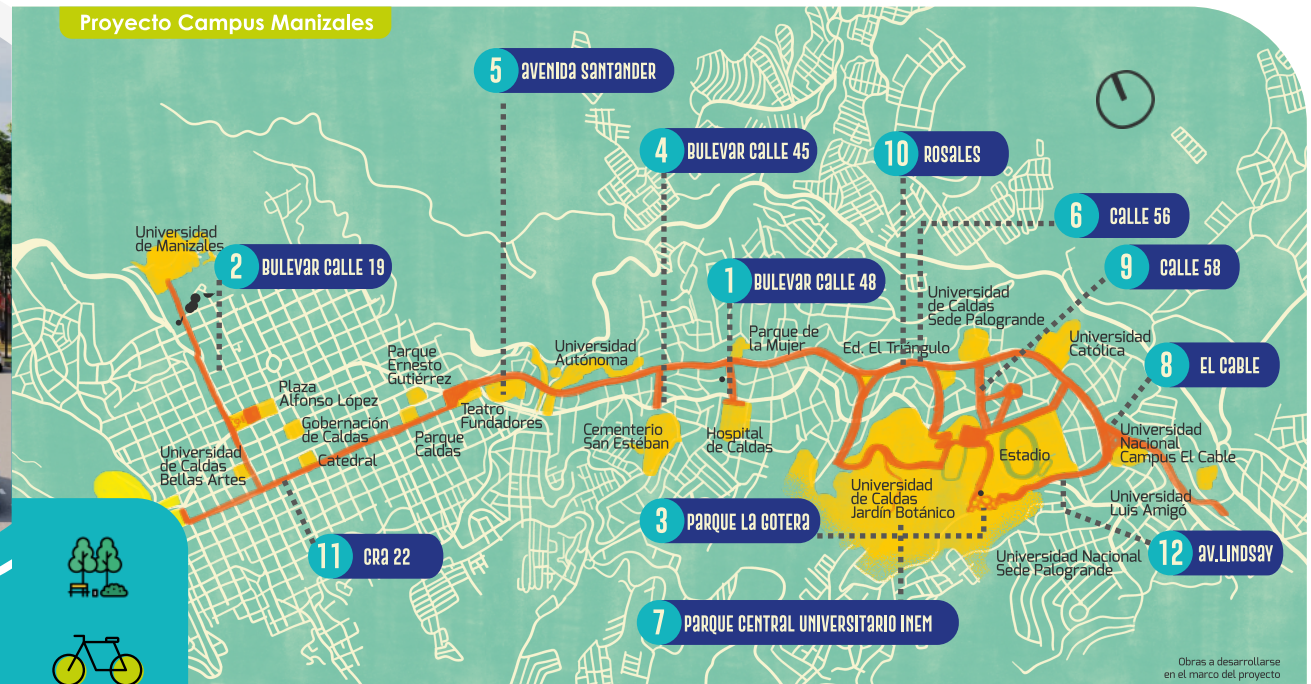 Proyecto Campus Manizales
5 AVENIDA SANTANDER
4 BULEVAR CALLE 45
10 ROSALES
6 CALLE 56
9 CALLE 58
Universidad
de Manizales
2 BULEVAR CALLE 19
1 BULEVAR CALLE 48
Universidad
de Caldas
Sede Palogrande
Parque de
la Mujer
Ed. El Triángulo
Universidad
Católica
Universidad
Autónoma
Parque
Ernesto
Gutiérrez
8 EL CABLE
Plaza
Alfonso López
Gobernación
de Caldas
Teatro
Fundadores
Parque
Caldas
Catedral
Universidad
de Caldas
Bellas Artes
Cementerio
San Estéban
Hospital
de Caldas
Estadio
Universidad
Nacional
Campus El Cable
Universidad
de Caldas
Jardín Botánico
Universidad
Luis Amigó
3 PARQUE LA GOTERA
11 CRA 22
Universidad Nacional
Sede Palogrande
12 AV.LINDSAY
7 PARQUE CENTRAL UNIVERSITARIO INEM
Obras a desarrollarse
en el marco del proyecto